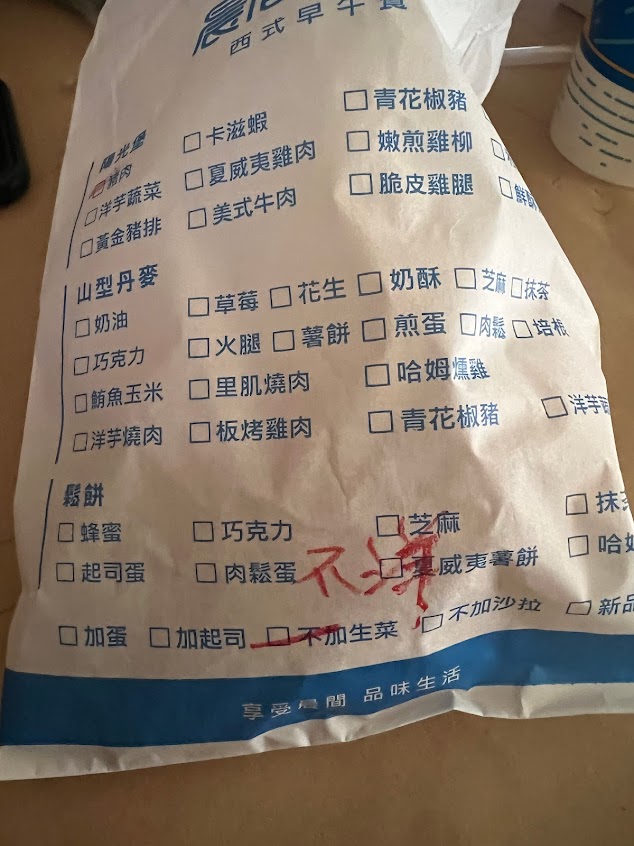 晨
西式早午餐
陽光堡
☐豬肉 ☐卡滋蝦 ☐青花椒豬
☐洋芋蔬菜 ☐夏威夷雞肉 ☐嫩煎雞柳
☐黃金豬排 ☐美式牛肉 ☐脆皮雞腿 ☐鮮
山型丹麥
☐奶油 ☐草莓 ☐花生 ☐奶酥 ☐芝麻 ☐抹茶
☐巧克力 ☐火腿 ☐薯餅 ☐煎蛋 ☐肉鬆 ☐培根
☐鮪魚玉米 ☐里肌燒肉 ☐哈姆燻雞
☐洋芋燒肉 ☐板烤雞肉 ☐青花椒豬 ☐洋芋
鬆餅
☐蜂蜜 ☐巧克力 ☐芝麻 ☐抹茶
☐起司蛋 ☐肉鬆蛋 ☐夏威夷薯餅 ☐哈姆
不
☐加蛋 ☐加起司 ☐不加生菜 ☐不加沙拉 ☐新品
享受晨間 品味生活